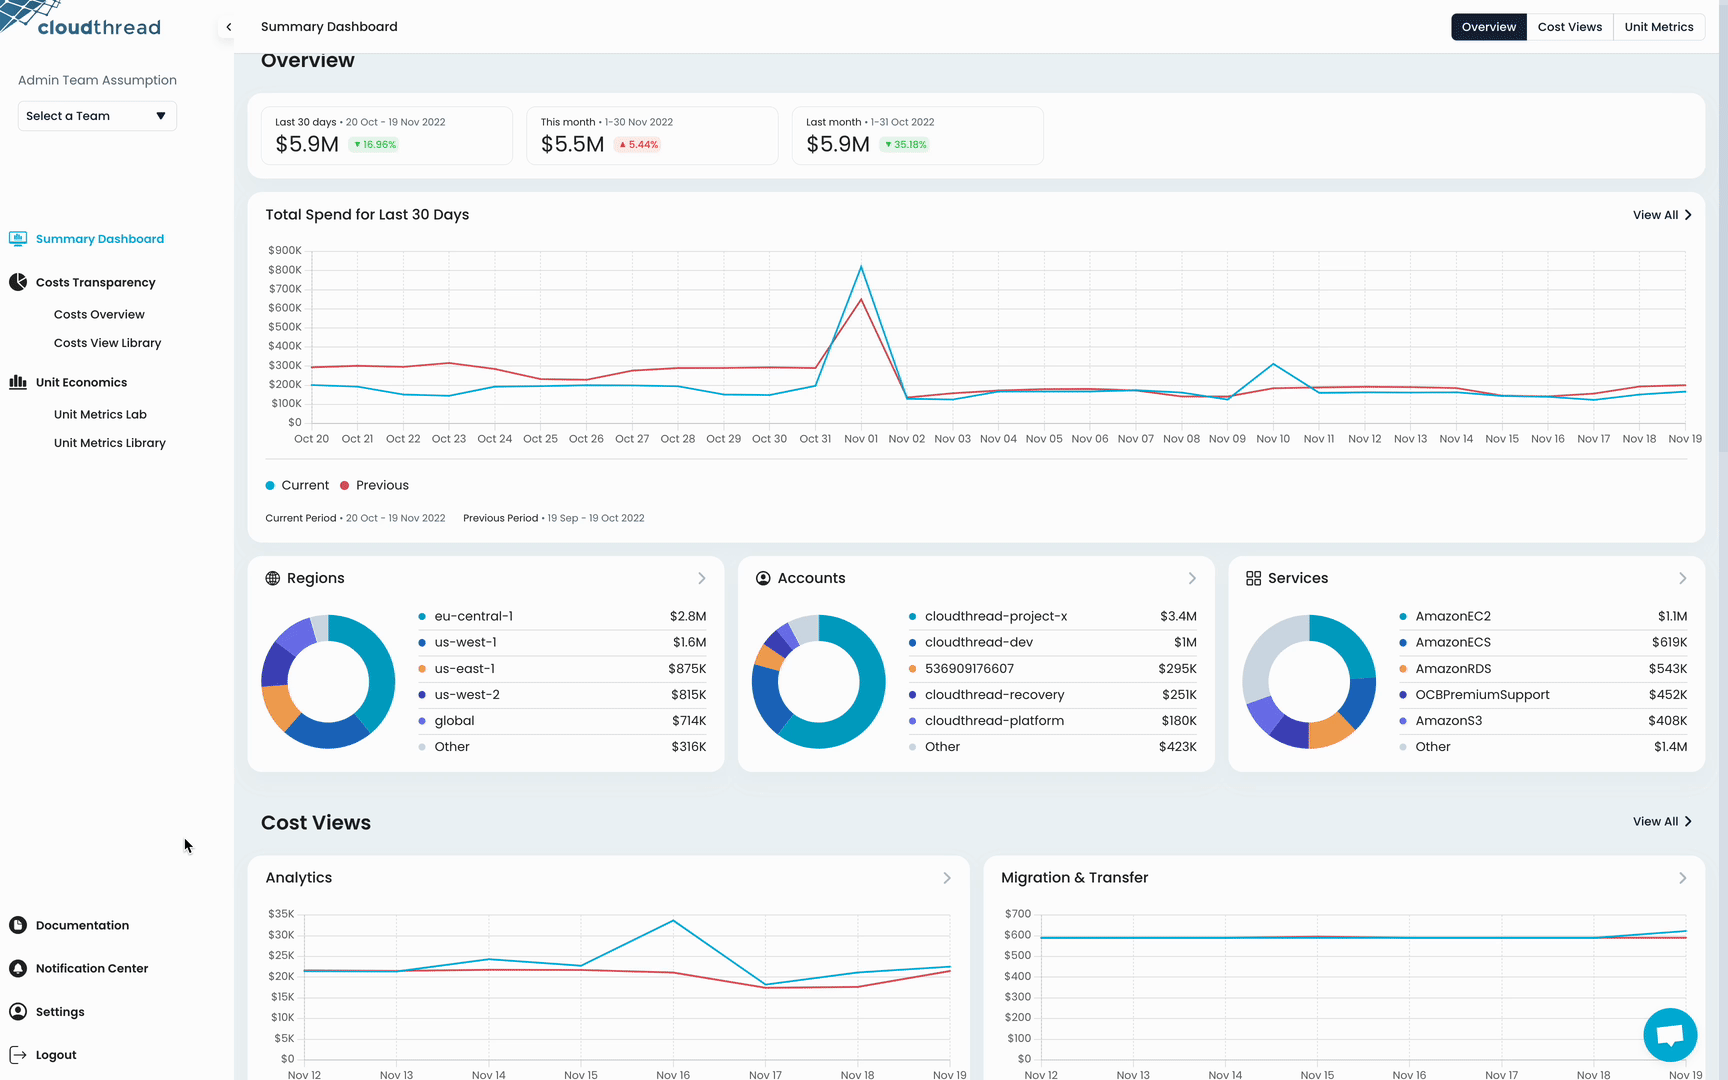 cloudthread
Summary Dashboard
Overview
Cost Views
Unit Metrics
Admin Team Assumption
Select a Team
Summary Dashboard
Costs Transparency
Costs Overview
Costs View Library
Unit Economics
Unit Metrics Lab
Unit Metrics Library
Documentation
Notification Center
Settings
Logout
Overview
Last 30 days • 20 Oct - 19 Nov 2022
$5.9M ▼ 16.96%
This month • 1-30 Nov 2022
$5.5M ▲ 5.44%
Last month • 1-31 Oct 2022
$5.9M ▼ 35.18%
Total Spend for Last 30 Days
View All
$900K
$800K
$700K
$600K
$500K
$400K
$300K
$200K
$100K
$0
Oct 20 Oct 21 Oct 22 Oct 23 Oct 24 Oct 25 Oct 26 Oct 27 Oct 28 Oct 29 Oct 30 Oct 31 Nov 01 Nov 02 Nov 03 Nov 04 Nov 05 Nov 06 Nov 07 Nov 08 Nov 09 Nov 10 Nov 11 Nov 12 Nov 13 Nov 14 Nov 15 Nov 16 Nov 17 Nov 18 Nov 19
Current Previous
Current Period • 20 Oct - 19 Nov 2022 Previous Period • 19 Sep - 19 Oct 2022
Regions
eu-central-1 $2.8M
us-west-1 $1.6M
us-east-1 $875K
us-west-2 $815K
global $714K
Other $316K
Accounts
cloudthread-project-x $3.4M
cloudthread-dev $1M
536909176607 $295K
cloudthread-recovery $251K
cloudthread-platform $180K
Other $423K
Services
AmazonEC2 $1.1M
AmazonECS $619K
AmazonRDS $543K
OCBPremiumSupport $452K
AmazonS3 $408K
Other $1.4M
Cost Views
View All
Analytics
$35K
$30K
$25K
$20K
$15K
$10K
$5K
$0
Nov 12 Nov 13 Nov 14 Nov 15 Nov 16 Nov 17 Nov 18 Nov 19
Migration & Transfer
$700
$600
$500
$400
$300
$200
$100
$0
Nov 12 Nov 13 Nov 14 Nov 15 Nov 16 Nov 17 Nov 18 Nov 19